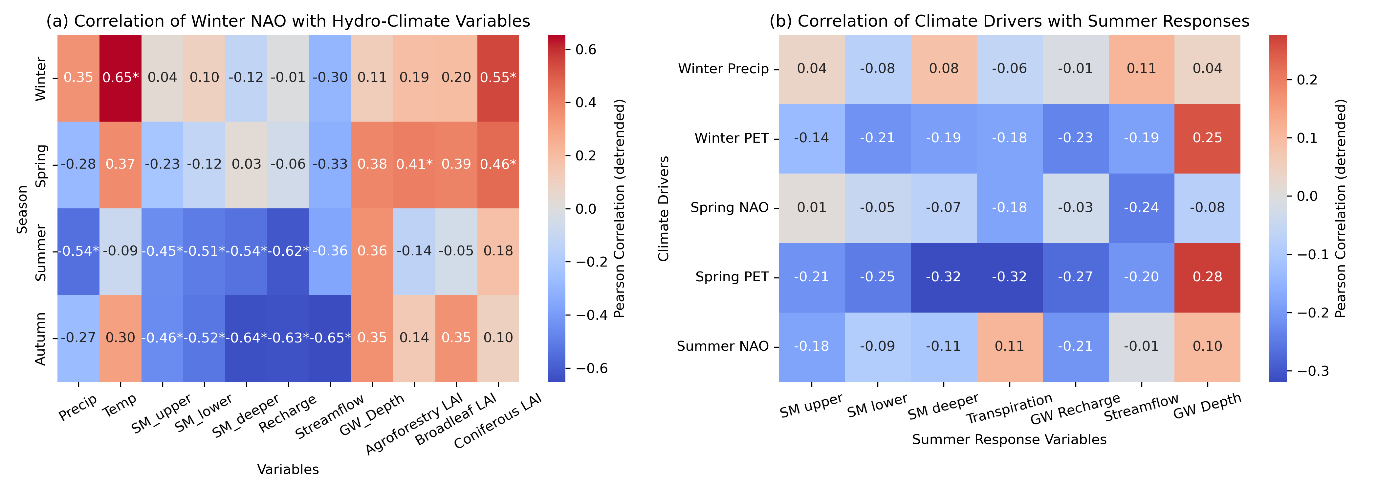 (a) Correlation of Winter NAO with Hydro-Climate Variables
Season
Winter
0.35 0.65* 0.04 0.10 -0.12 -0.01 -0.30 0.11 0.19 0.20 0.55*
Spring
-0.28 0.37 -0.23 -0.12 0.03 -0.06 -0.33 0.38 0.41* 0.39 0.46*
Summer
-0.54* -0.09 -0.45* -0.51* -0.54* -0.62* -0.36 0.36 -0.14 -0.05 0.18
Autumn
-0.27 0.30 -0.46* -0.52* -0.64* -0.63* -0.65* 0.35 0.14 0.35 0.10
Precip
Temp
SM_upper
SM_lower
SM_deeper
Recharge
Streamflow
GW_Depth
Agroforestry LAI
Broadleaf LAI
Coniferous LAI
Variables
0.6
0.4
0.2
0.0
−0.2
−0.4
−0.6
Pearson Correlation (detrended)
(b) Correlation of Climate Drivers with Summer Responses
Climate Drivers
Winter Precip 0.04 -0.08 0.08 -0.06 -0.01 0.11 0.04
Winter PET -0.14 -0.21 -0.19 -0.18 -0.23 -0.19 0.25
Spring NAO 0.01 -0.05 -0.07 -0.18 -0.03 -0.24 -0.08
Spring PET -0.21 -0.25 -0.32 -0.32 -0.27 -0.20 0.28
Summer NAO -0.18 -0.09 -0.11 0.11 -0.21 -0.01 0.10
SM upper
SM lower
SM deeper
Transpiration
GW Recharge
Streamflow
GW Depth
Summer Response Variables
0.2
0.1
0.0
−0.1
−0.2
−0.3
Pearson Correlation (detrended)